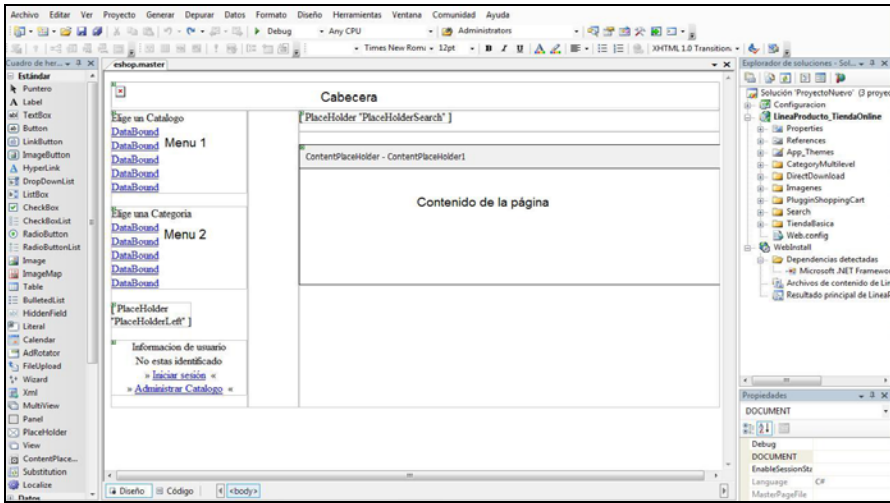 Archivo Editar Ver Proyecto Generar Depurar Datos Formato Diseño Herramientas Ventana Comunidad Ayuda
Debug Any CPU Administrators
Times New Rom 12pt B I U A XHTML 1.0 Transition
Cuadro de her...
Estándar
Puntero
Label
TextBox
Button
LinkButton
ImageButton
HyperLink
DropDownList
ListBox
CheckBox
CheckBoxList
RadioButton
RadioButtonList
Image
ImageMap
Table
BulletedList
HiddenField
Literal
Calendar
AdRotator
FileUpload
Wizard
Xml
MultiView
Panel
PlaceHolder
View
ContentPlace...
Substitution
Localize
Datos
eshop.master
Cabecera
Elige un Catalogo
DataBound
DataBound
DataBound
DataBound
DataBound
Menu 1
Elige una Categoria
DataBound
DataBound
DataBound
DataBound
DataBound
Menu 2
[ "PlaceHolder
"PlaceHolderLeft" ]
Informacion de usuario
No estas identificado
» Iniciar sesión «
» Administrar Catalogo «
[ "PlaceHolder "PlaceHolderSearch" ]
ContentPlaceHolder - ContentPlaceHolder1
Contenido de la página
Diseño Código <body>
Explorador de soluciones - Sol...
Solución 'ProyectoNuevo' (3 proyec
Configuracion
LineaProducto_TiendaOnline
Properties
References
App_Themes
CategoryMultilevel
DirectDownload
Imagenes
PlugginShoppingCart
Search
TiendaBasica
Web.config
WebInstall
Dependencias detectadas
Microsoft .NET Framewor
Archivos de contenido de Lin
Resultado principal de LineaP
Propiedades
DOCUMENT
Debug
DOCUMENT
EnableSessionSta
Language C#
MasterPageFile